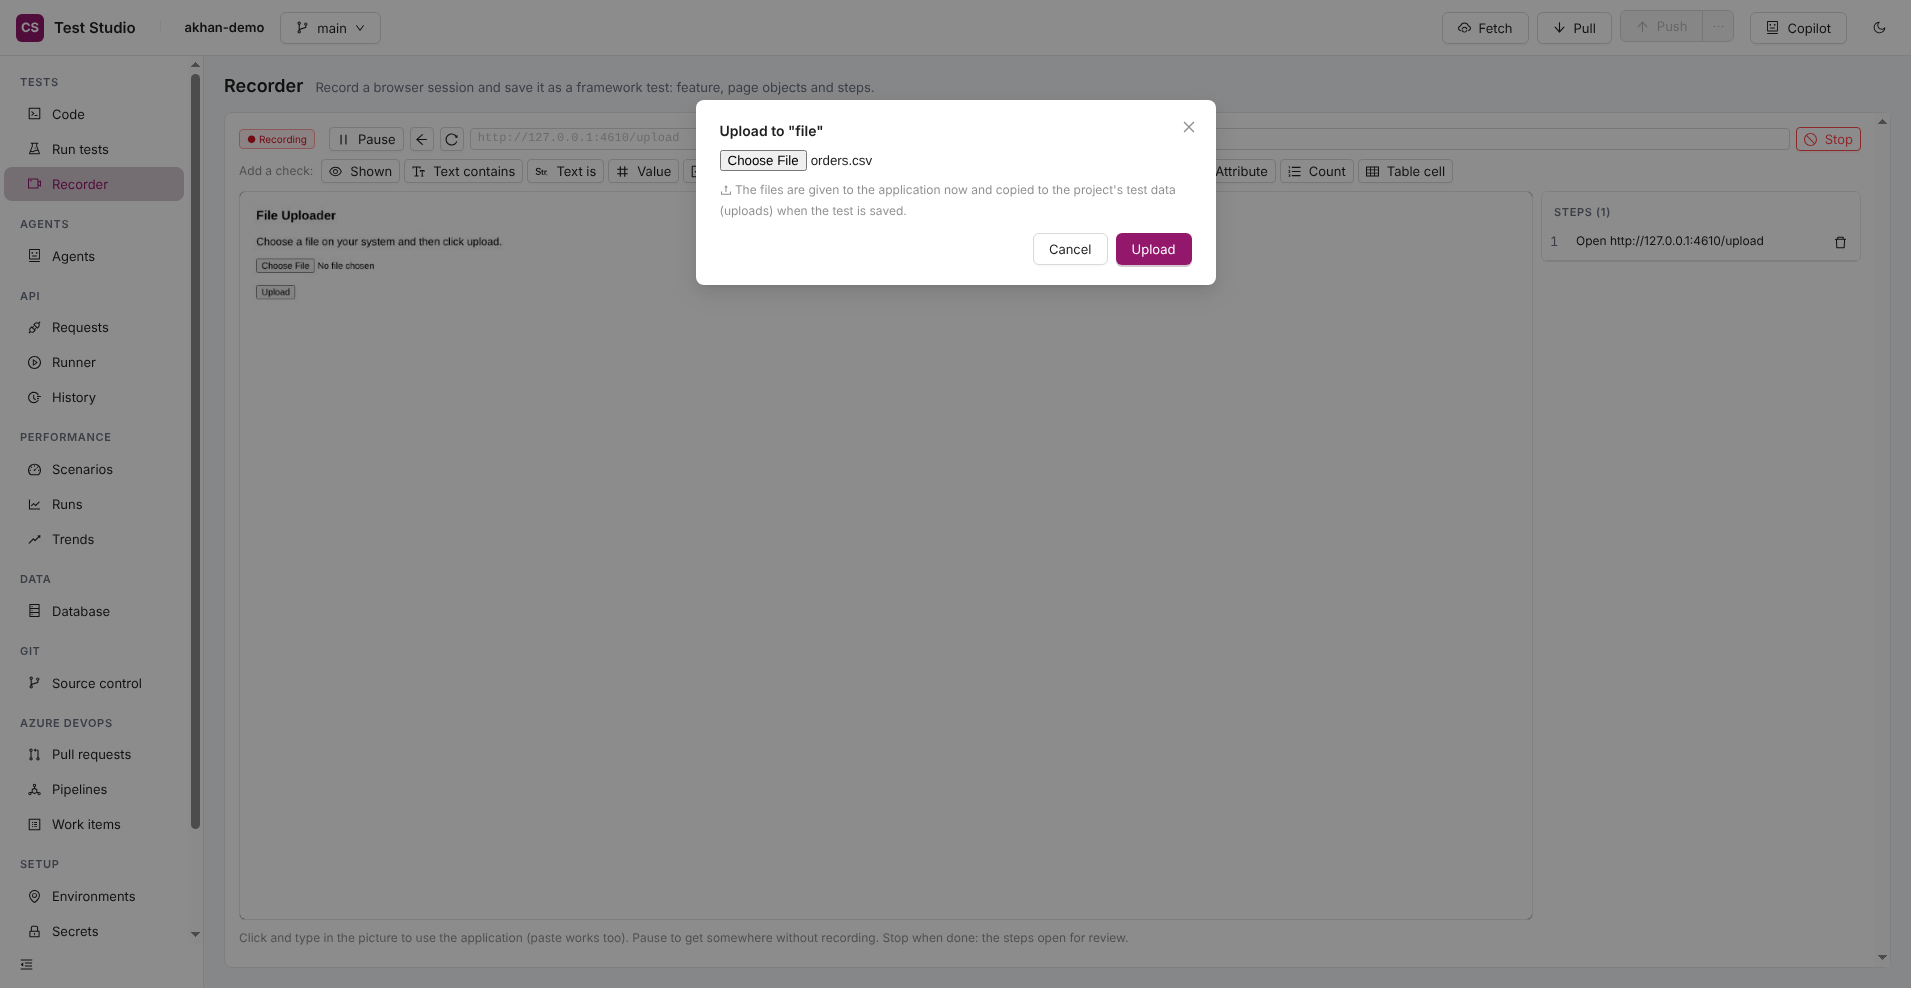 CS Test Studio akhan-demo main Fetch Pull Push ... Copilot
TESTS
Code
Run tests
Recorder
AGENTS
Agents
API
Requests
Runner
History
PERFORMANCE
Scenarios
Runs
Trends
DATA
Database
GIT
Source control
AZURE DEVOPS
Pull requests
Pipelines
Work items
SETUP
Environments
Secrets
Recorder Record a browser session and save it as a framework test: feature, page objects and steps.
Recording Pause http://127.0.0.1:4610/upload Stop
Add a check: Shown Text contains Text is Value Attribute Count Table cell
Upload to "file"
Choose File orders.csv
The files are given to the application now and copied to the project's test data
(uploads) when the test is saved.
Cancel Upload
File Uploader
Choose a file on your system and then click upload.
Choose File No file chosen
Upload
STEPS (1)
1 Open http://127.0.0.1:4610/upload
Click and type in the picture to use the application (paste works too). Pause to get somewhere without recording. Stop when done: the steps open for review.